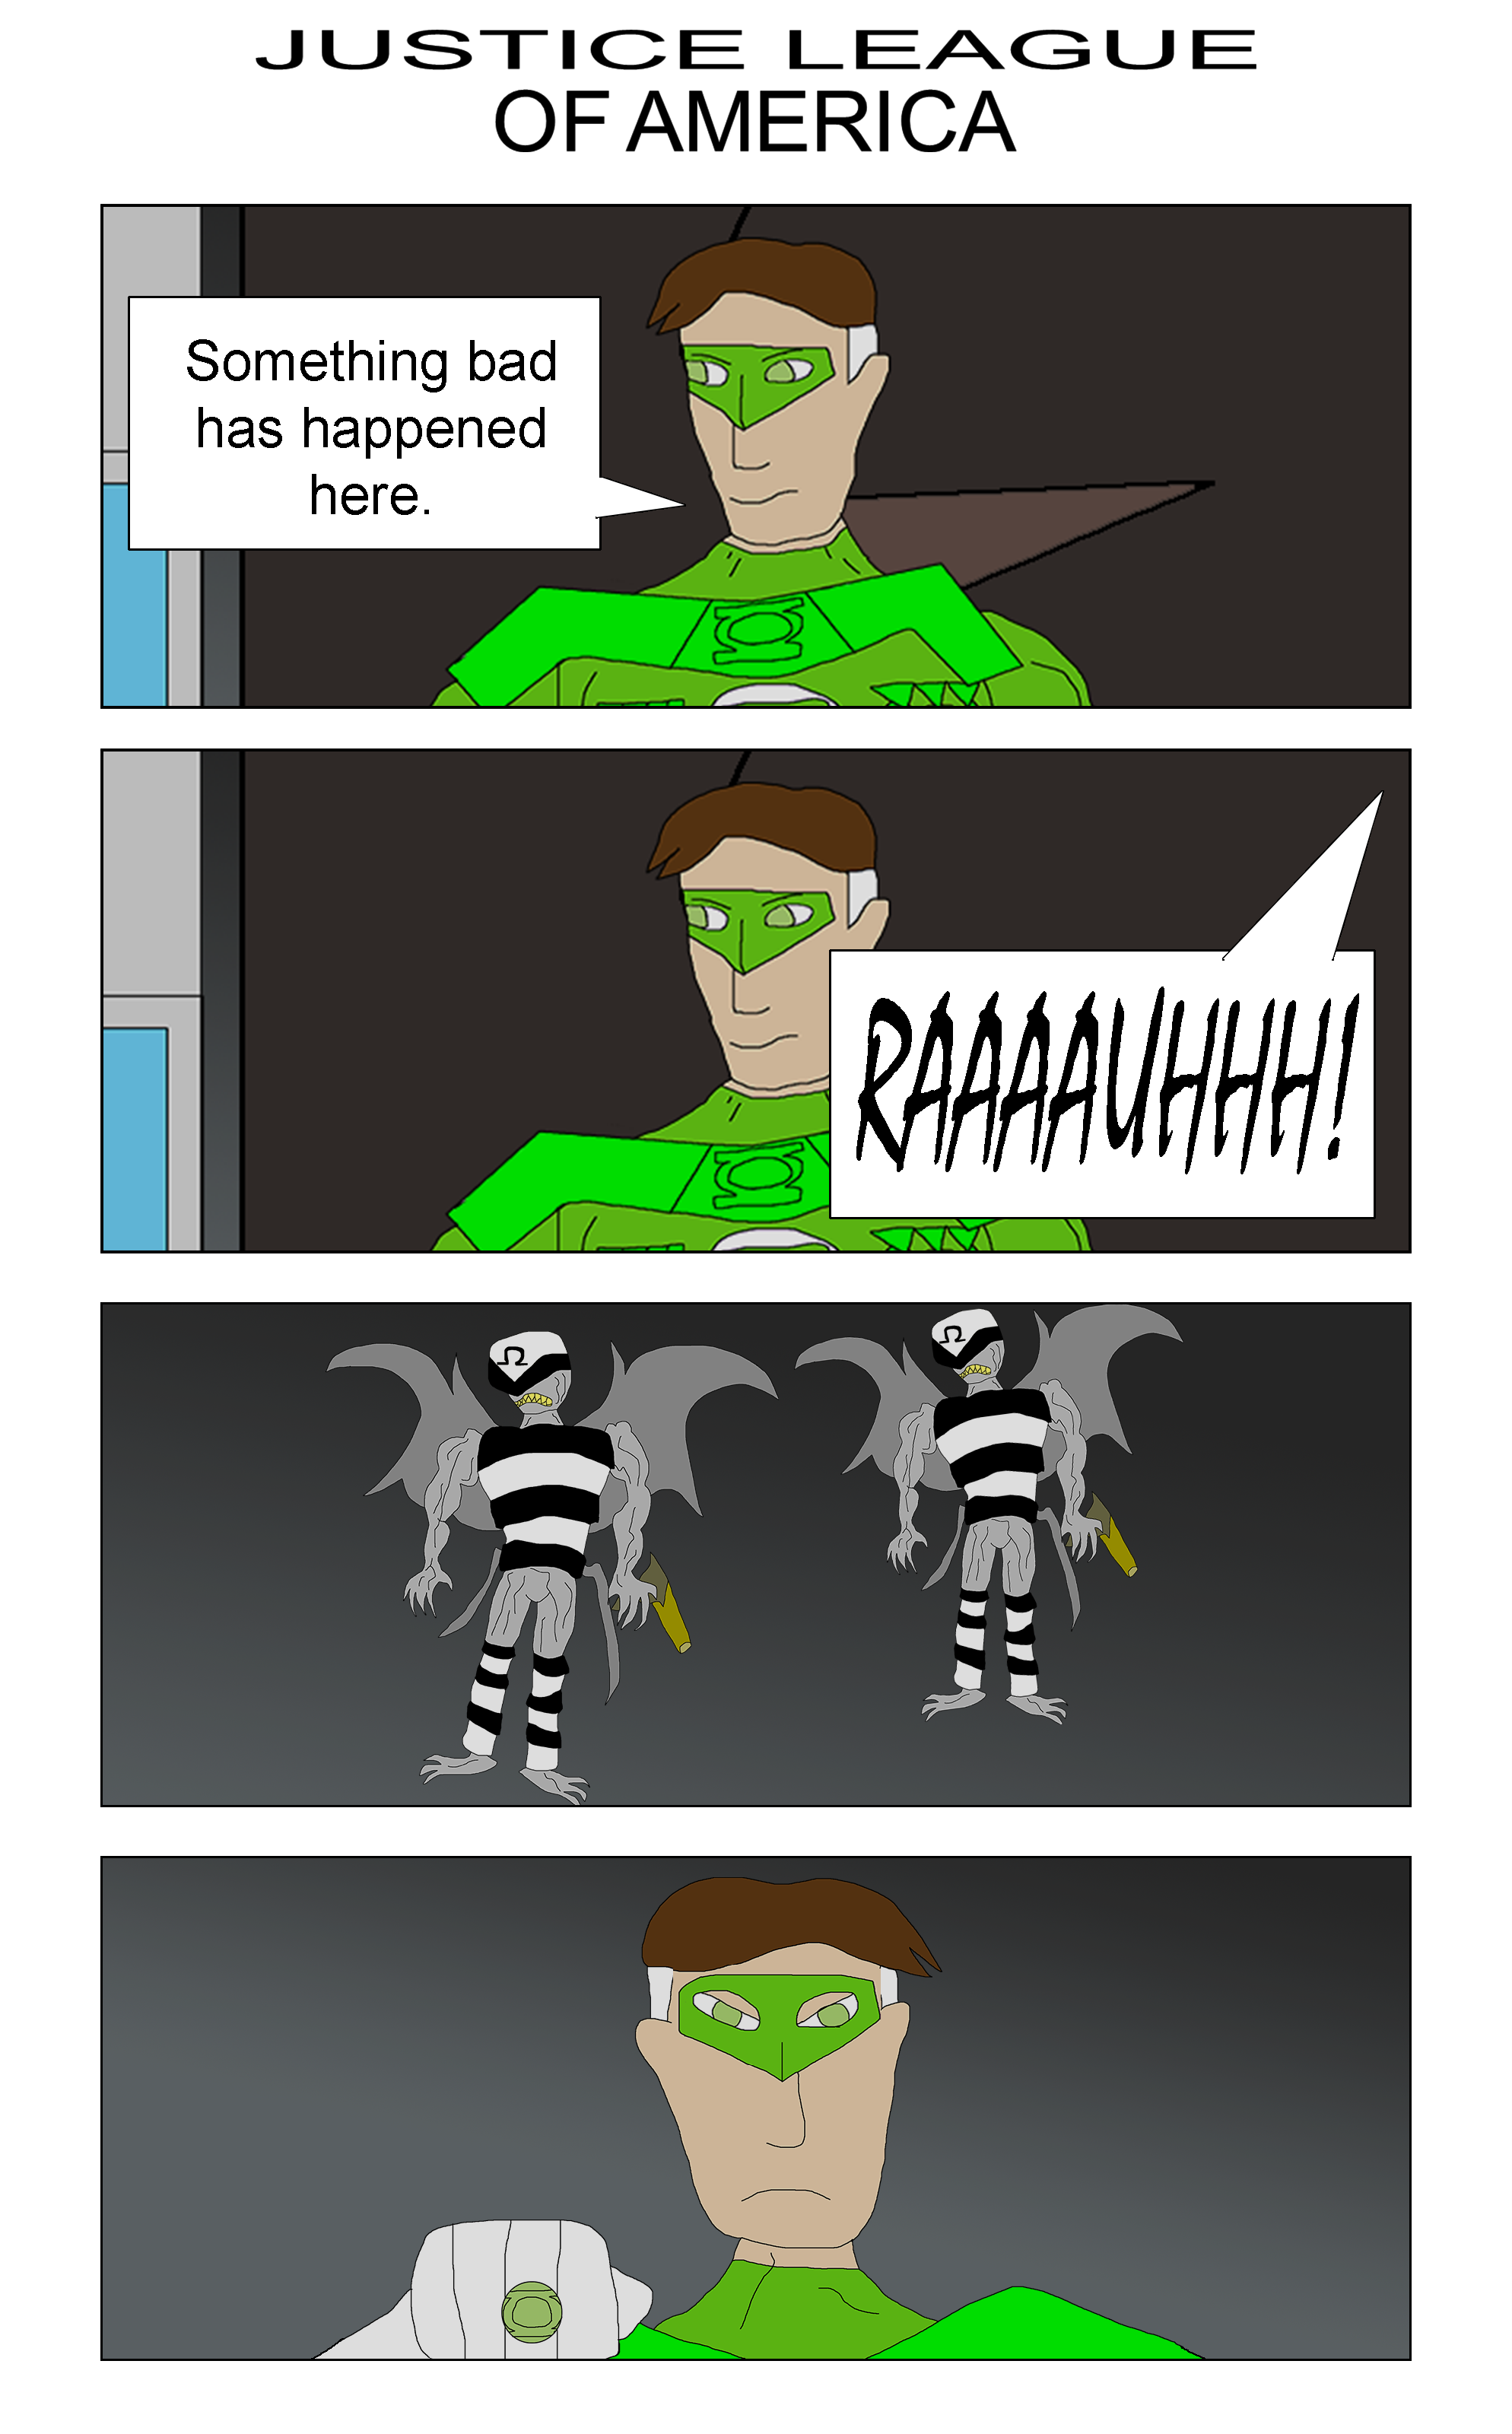 JUSTICE LEAGUE
OF AMERICA
Something bad
has happened
here.
RAAAAUHHH!
Ω
Ω